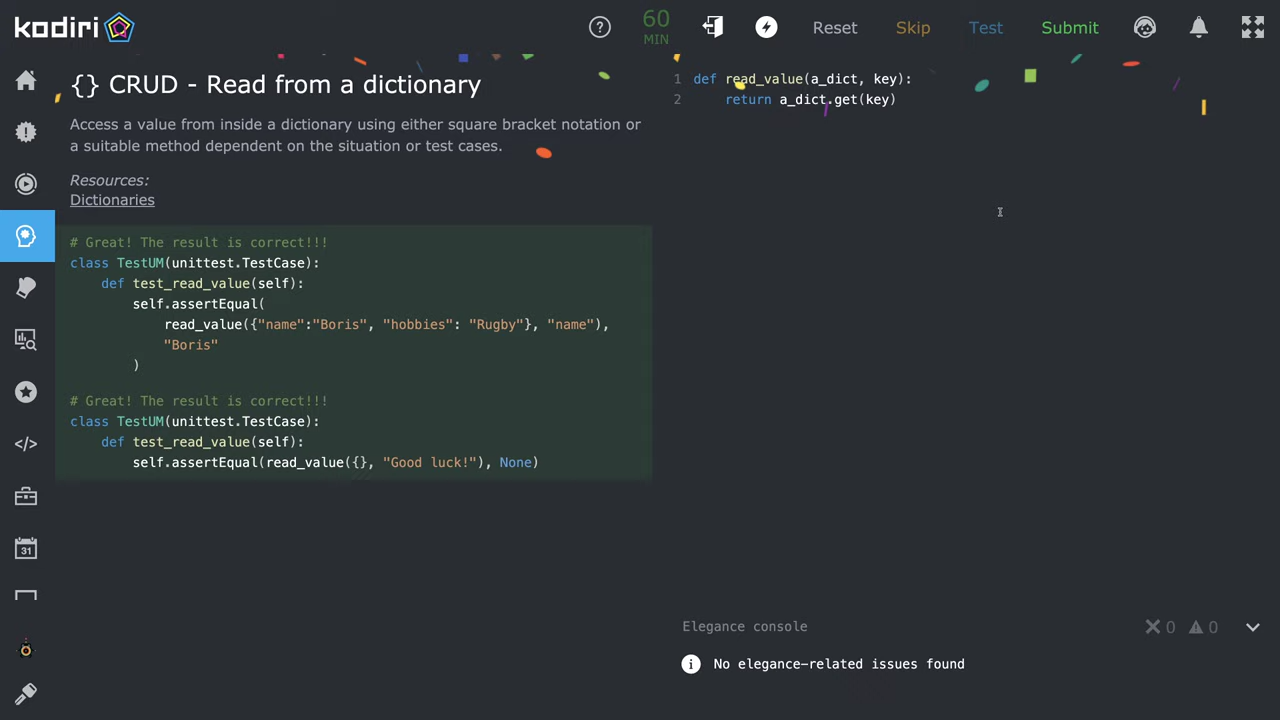 kodiri
?
60
MIN
Reset
Skip
Test
Submit
{} CRUD - Read from a dictionary
Access a value from inside a dictionary using either square bracket notation or
a suitable method dependent on the situation or test cases.
Resources:
Dictionaries
# Great! The result is correct!!!
class TestUM(unittest.TestCase):
def test_read_value(self):
self.assertEqual(
read_value({"name":"Boris", "hobbies": "Rugby"}, "name"),
"Boris"
)
# Great! The result is correct!!!
class TestUM(unittest.TestCase):
def test_read_value(self):
self.assertEqual(read_value({}, "Good luck!"), None)
1 def read_value(a_dict, key):
2 return a_dict.get(key)
</>
31
Elegance console
0
0
No elegance-related issues found